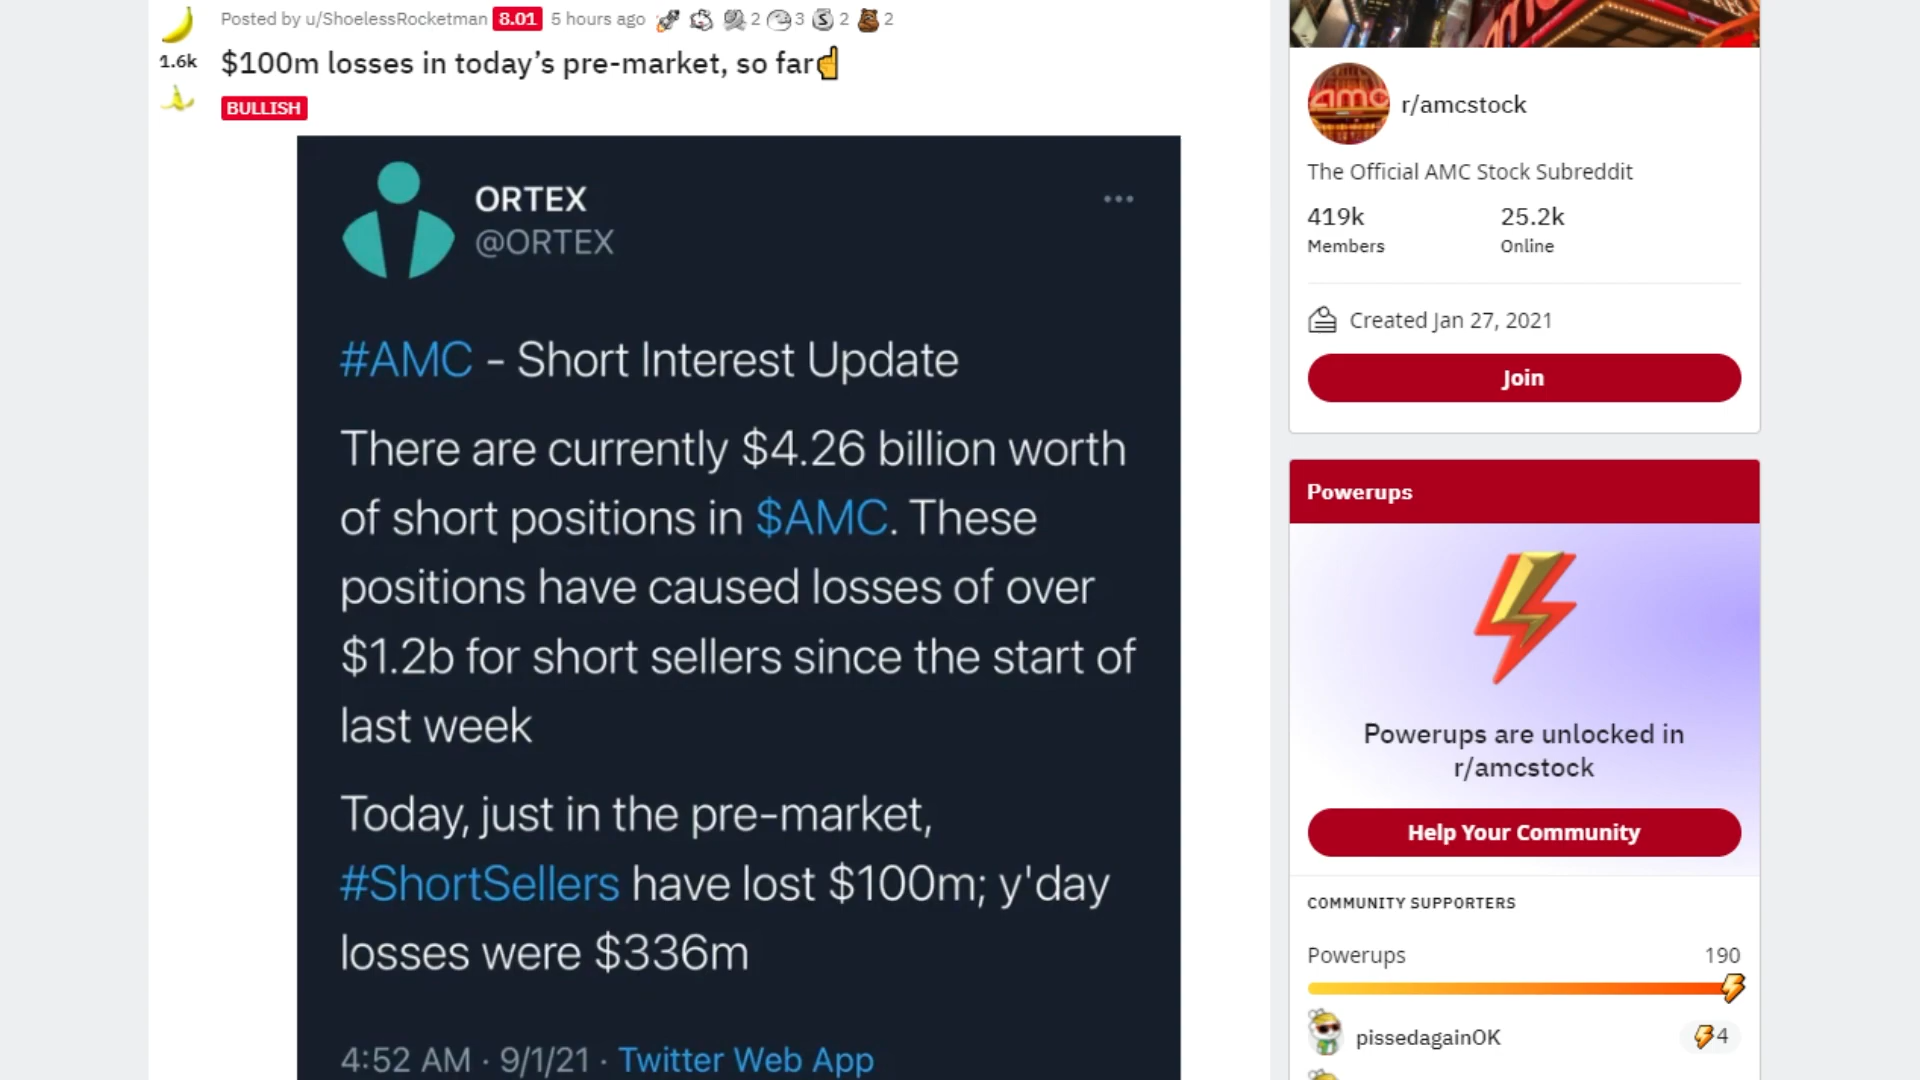 Posted by u/ShoelessRocketman 8.01 5 hours ago 2 3 2 2
1.6k
$100m losses in today’s pre-market, so far☝
BULLISH
ORTEX
@ORTEX
#AMC - Short Interest Update
There are currently $4.26 billion worth
of short positions in $AMC. These
positions have caused losses of over
$1.2b for short sellers since the start of
last week
Today, just in the pre-market,
#ShortSellers have lost $100m; y'day
losses were $336m
4:52 AM · 9/1/21 · Twitter Web App
amc
r/amcstock
The Official AMC Stock Subreddit
419k 25.2k
Members Online
Created Jan 27, 2021
Join
Powerups
Powerups are unlocked in
r/amcstock
Help Your Community
COMMUNITY SUPPORTERS
Powerups 190
pissedagainOK 4